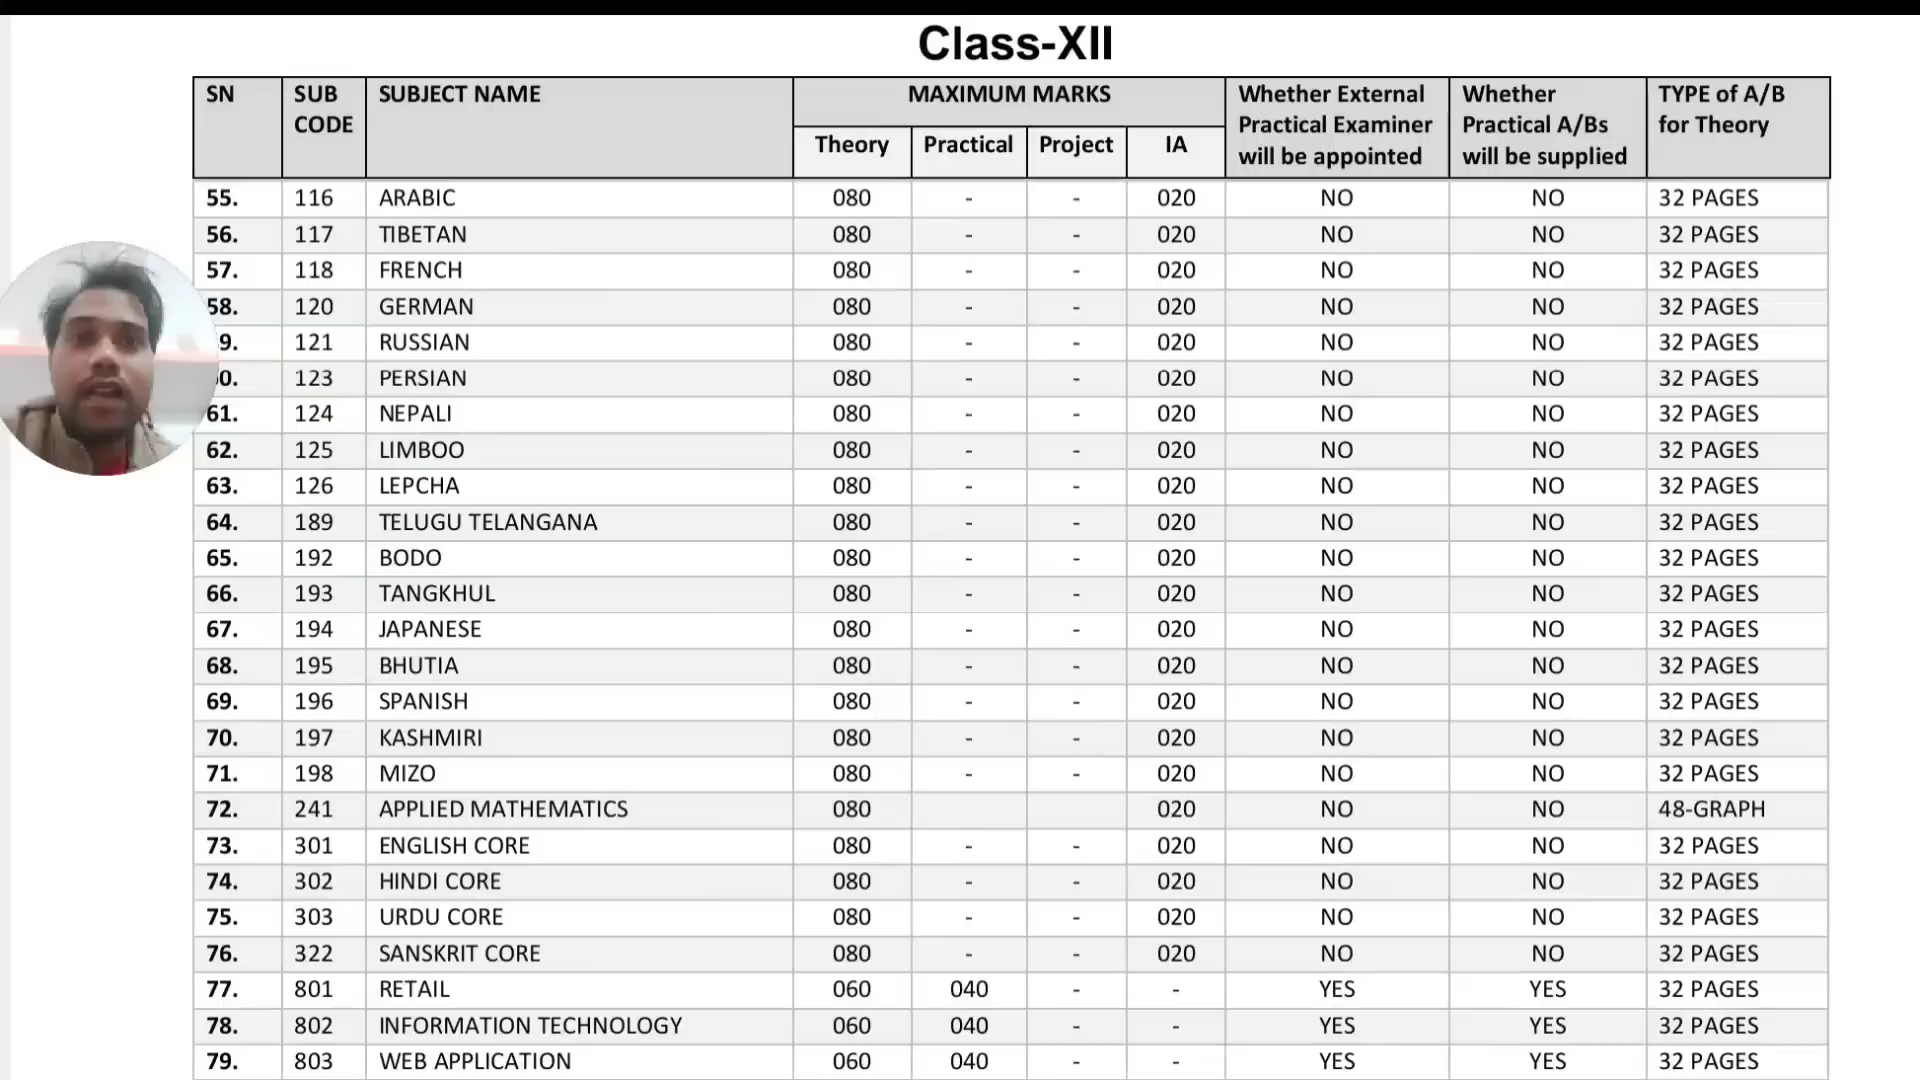 Class-XII
SN SUB CODE SUBJECT NAME MAXIMUM MARKS Whether External Practical Examiner will be appointed Whether Practical A/Bs will be supplied TYPE of A/B for Theory
Theory Practical Project IA
55. 116 ARABIC 080 - - 020 NO NO 32 PAGES
56. 117 TIBETAN 080 - - 020 NO NO 32 PAGES
57. 118 FRENCH 080 - - 020 NO NO 32 PAGES
58. 120 GERMAN 080 - - 020 NO NO 32 PAGES
9. 121 RUSSIAN 080 - - 020 NO NO 32 PAGES
0. 123 PERSIAN 080 - - 020 NO NO 32 PAGES
61. 124 NEPALI 080 - - 020 NO NO 32 PAGES
62. 125 LIMBOO 080 - - 020 NO NO 32 PAGES
63. 126 LEPCHA 080 - - 020 NO NO 32 PAGES
64. 189 TELUGU TELANGANA 080 - - 020 NO NO 32 PAGES
65. 192 BODO 080 - - 020 NO NO 32 PAGES
66. 193 TANGKHUL 080 - - 020 NO NO 32 PAGES
67. 194 JAPANESE 080 - - 020 NO NO 32 PAGES
68. 195 BHUTIA 080 - - 020 NO NO 32 PAGES
69. 196 SPANISH 080 - - 020 NO NO 32 PAGES
70. 197 KASHMIRI 080 - - 020 NO NO 32 PAGES
71. 198 MIZO 080 - - 020 NO NO 32 PAGES
72. 241 APPLIED MATHEMATICS 080 020 NO NO 48-GRAPH
73. 301 ENGLISH CORE 080 - - 020 NO NO 32 PAGES
74. 302 HINDI CORE 080 - - 020 NO NO 32 PAGES
75. 303 URDU CORE 080 - - 020 NO NO 32 PAGES
76. 322 SANSKRIT CORE 080 - - 020 NO NO 32 PAGES
77. 801 RETAIL 060 040 - - YES YES 32 PAGES
78. 802 INFORMATION TECHNOLOGY 060 040 - - YES YES 32 PAGES
79. 803 WEB APPLICATION 060 040 - - YES YES 32 PAGES